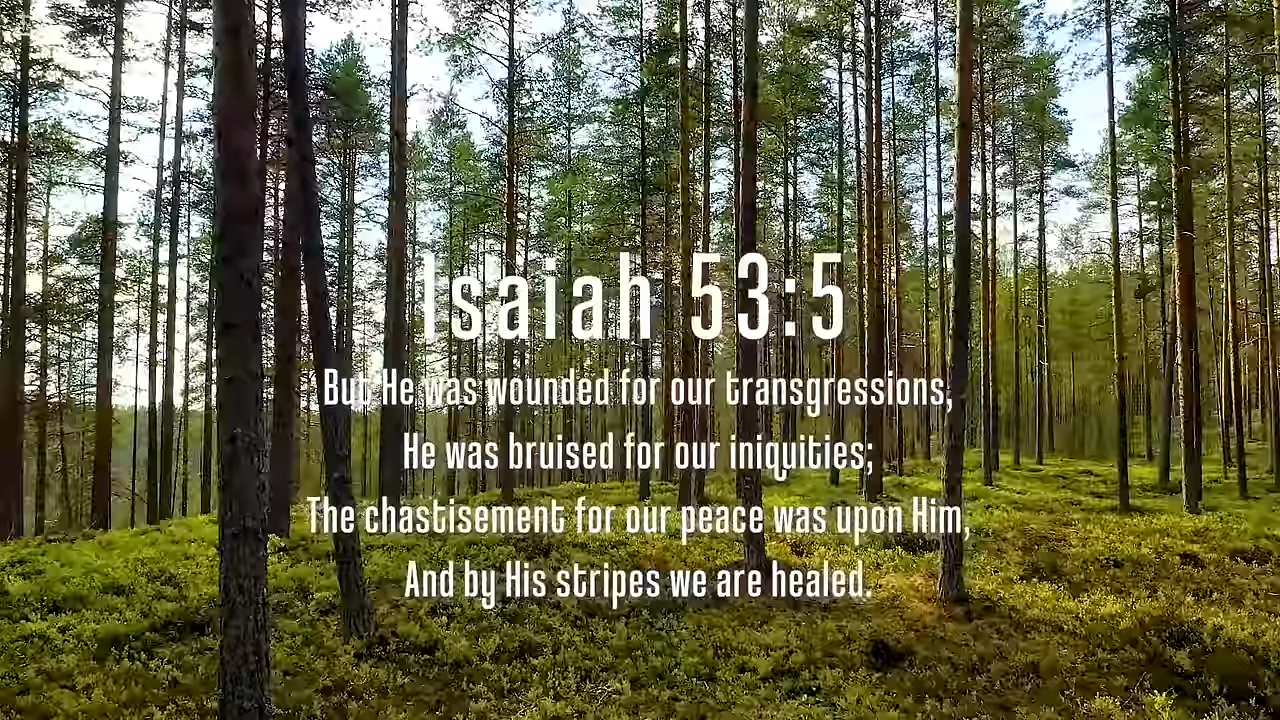 Isaiah 53:5
But He was wounded for our transgressions,
He was bruised for our iniquities;
The chastisement for our peace was upon Him,
And by His stripes we are healed.